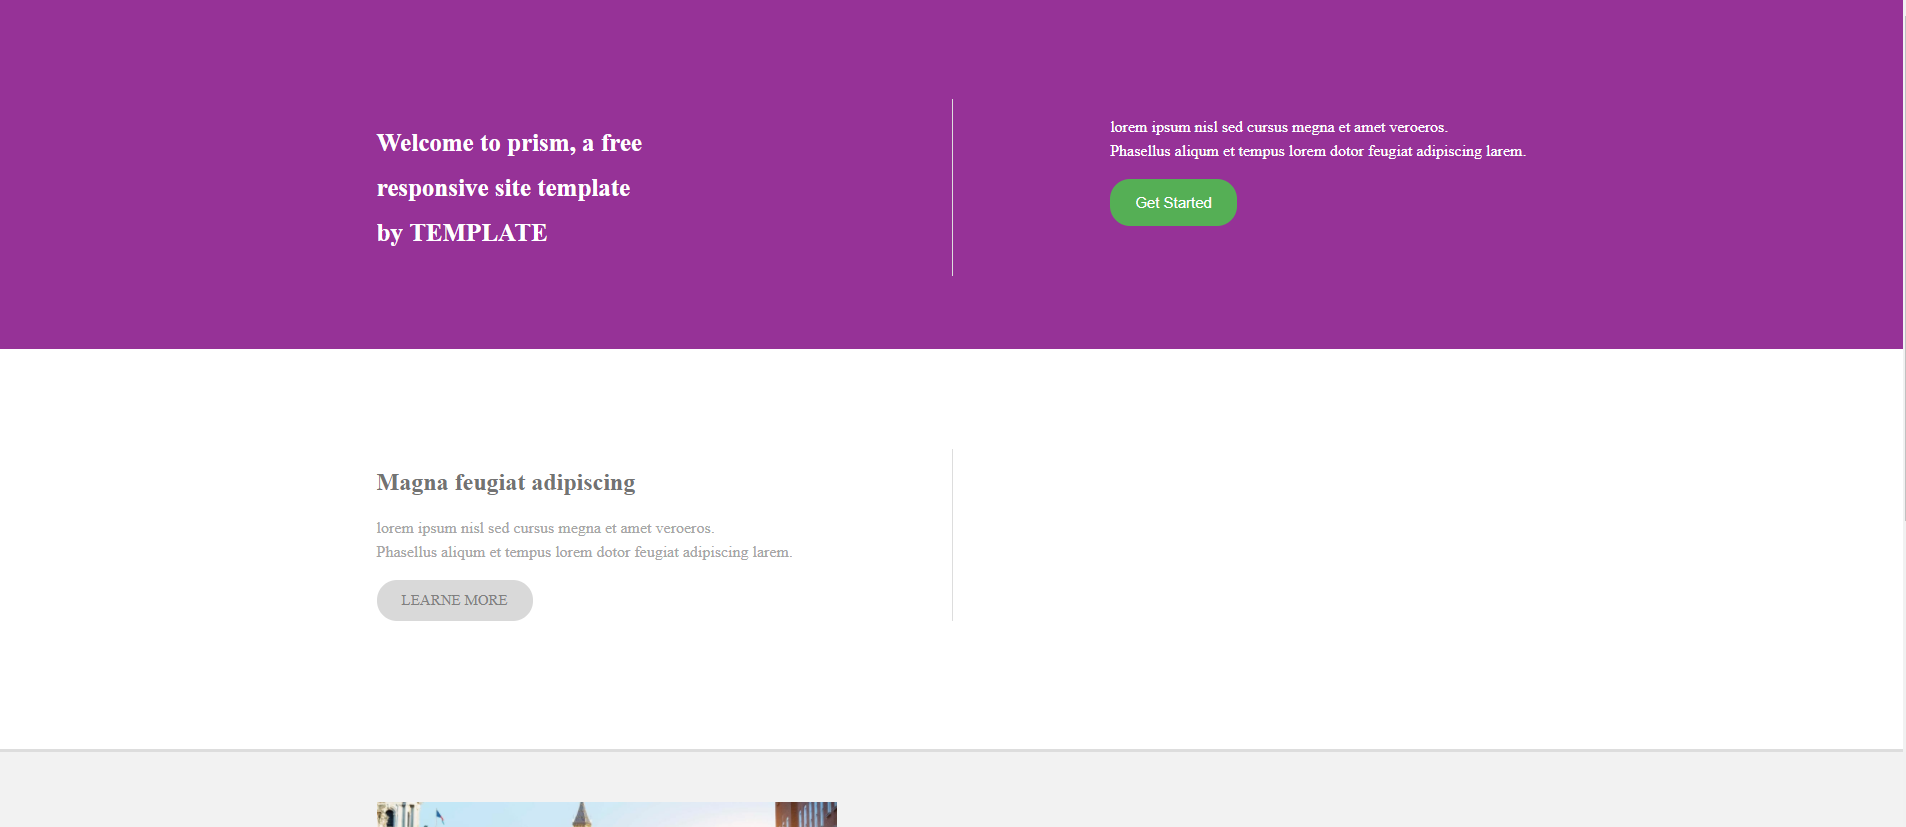 Welcome to prism, a free
responsive site template
by TEMPLATE
lorem ipsum nisl sed cursus megna et amet veroeros.
Phasellus aliqum et tempus lorem dotor feugiat adipiscing larem.
Get Started
Magna feugiat adipiscing
lorem ipsum nisl sed cursus megna et amet veroeros.
Phasellus aliqum et tempus lorem dotor feugiat adipiscing larem.
LEARNE MORE